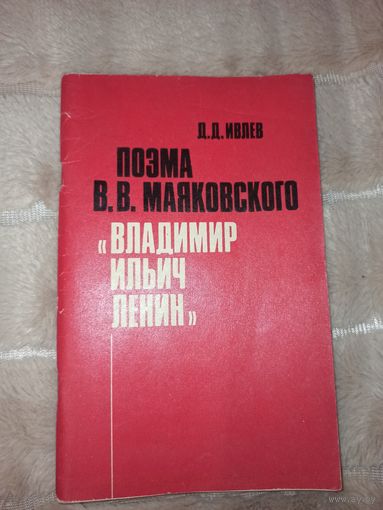 Д.Д. ИВЛЕВ
ПОЭМА
В.В. МАЯКОВСКОГО
«ВЛАДИМИР
ИЛЬИЧ
ЛЕНИН»